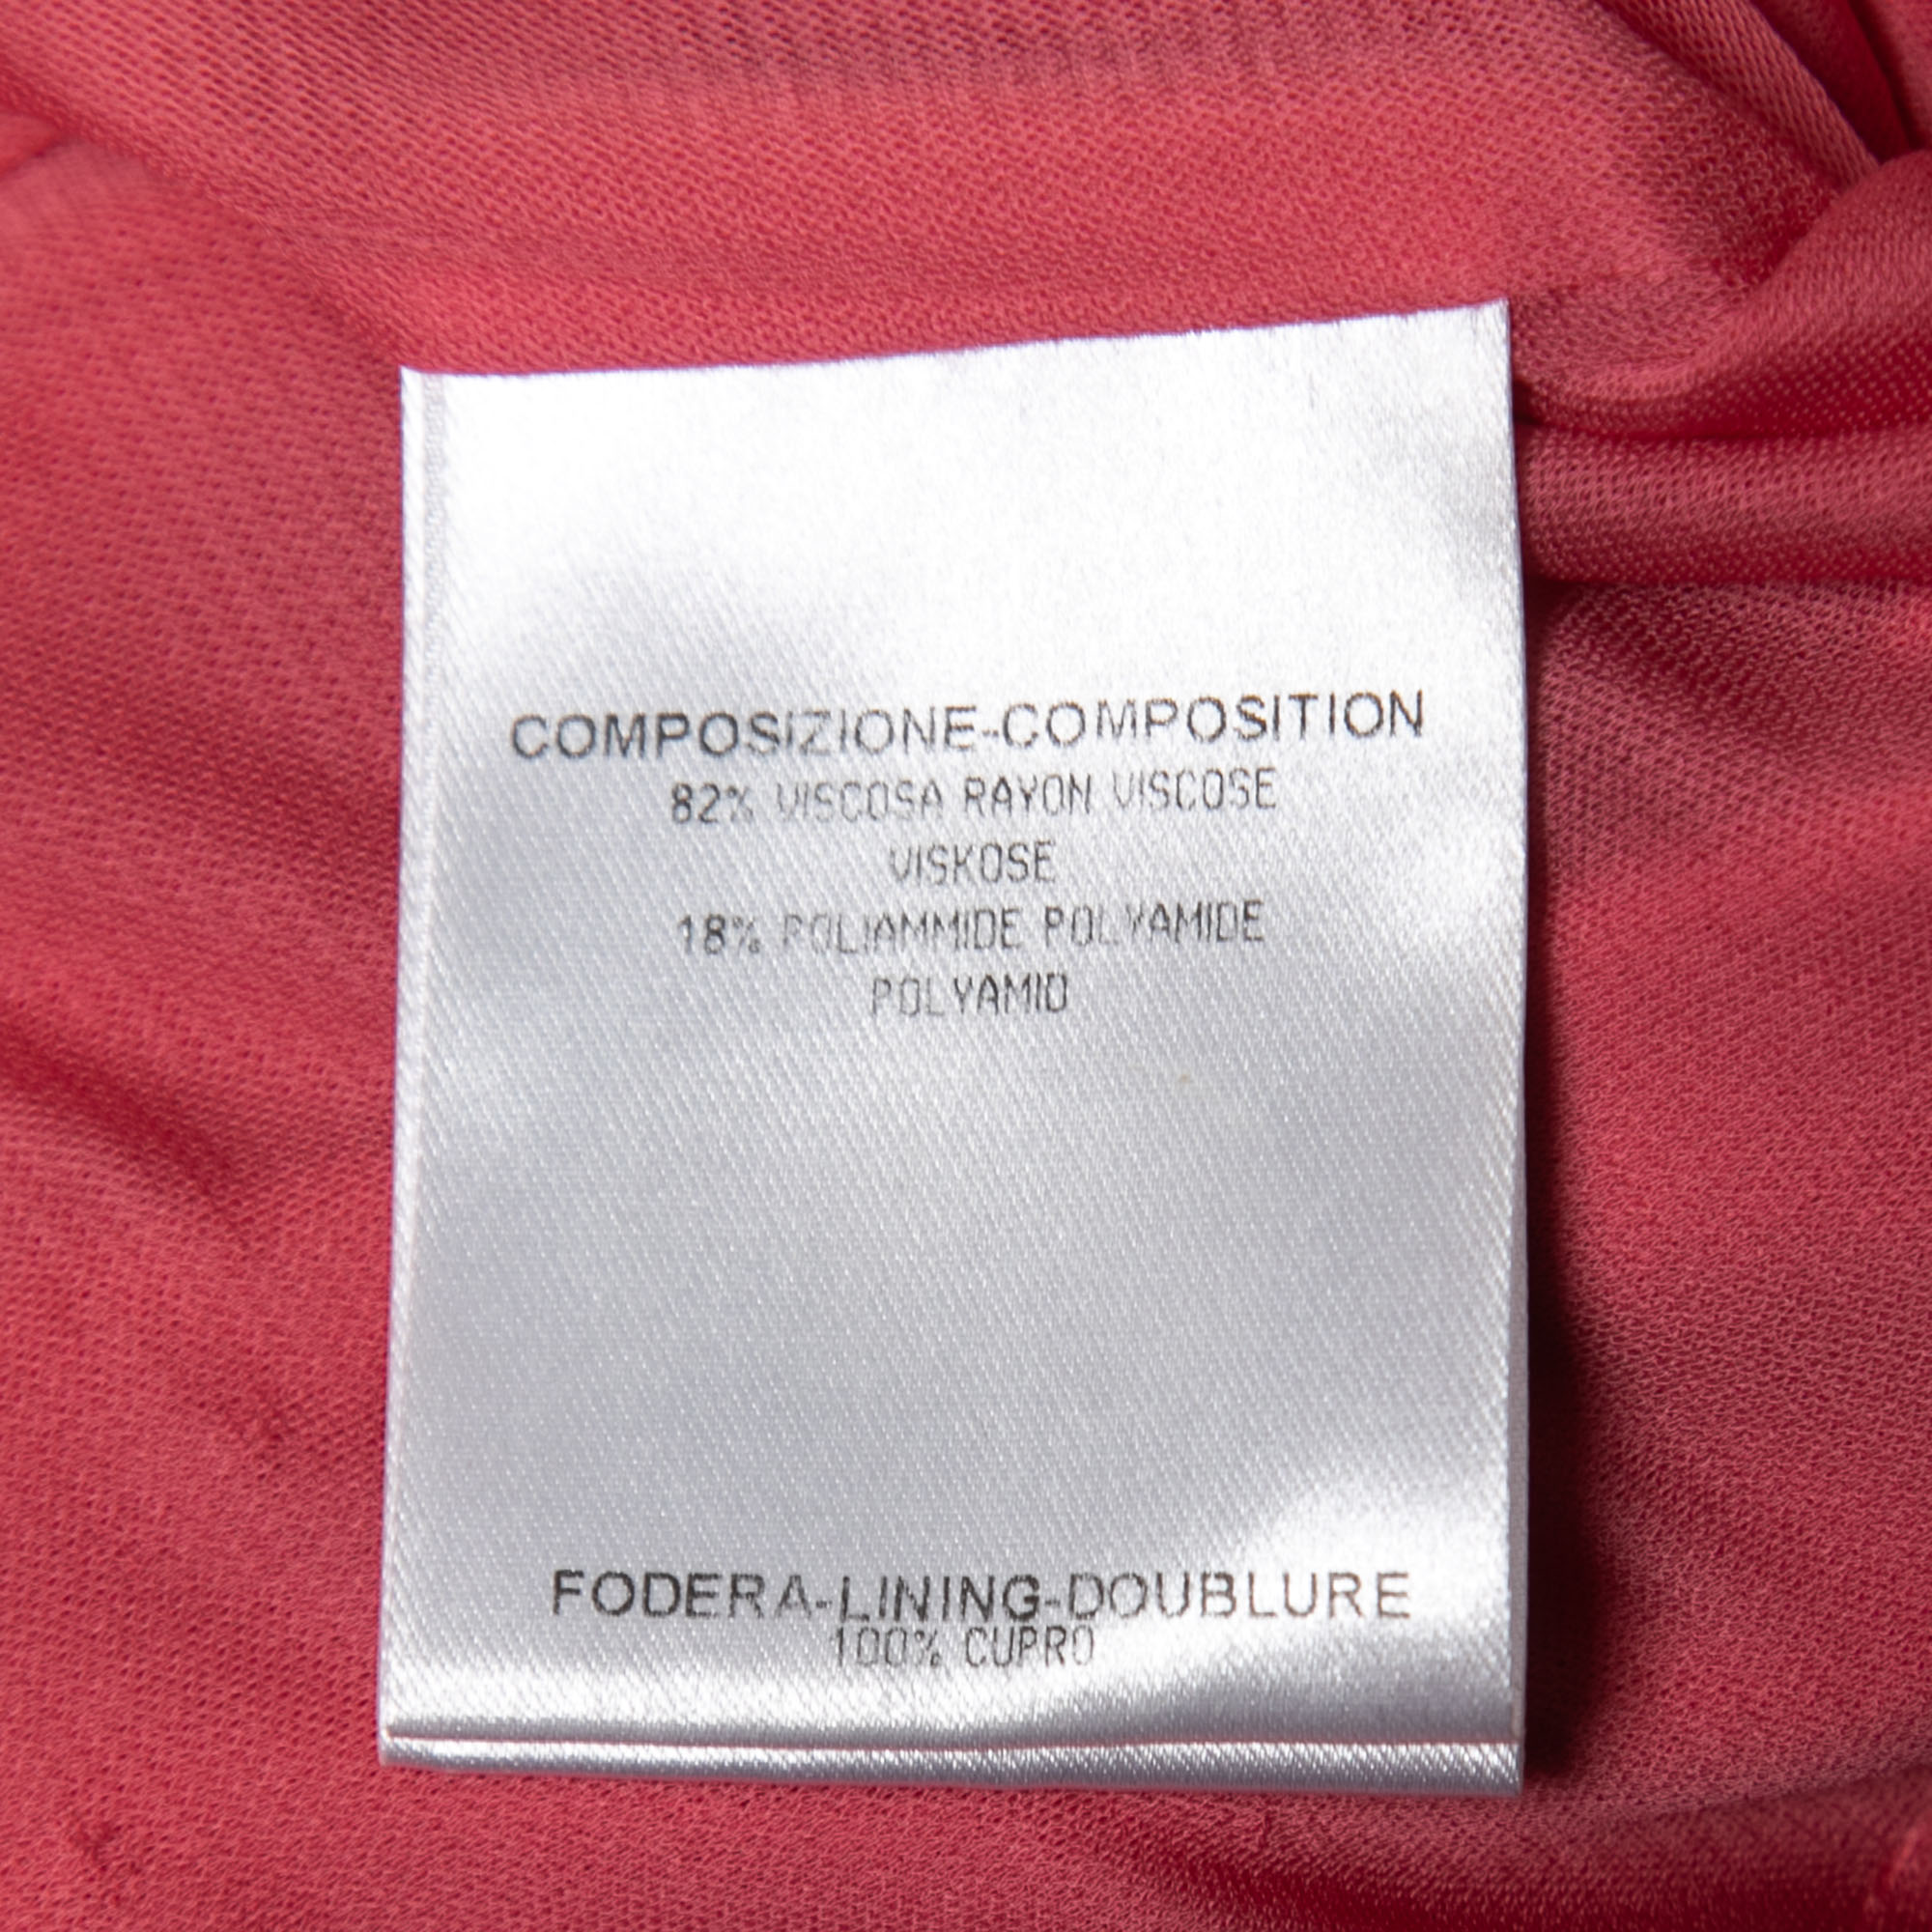 COMPOSIZIONE-COMPOSITION
82% VISCOSA RAYON VISCOSE
VISKOSE
18% POLIAMMIDE POLYAMIDE
POLYAMID
FODERA-LINING-DOUBLURE
100% CUPRO